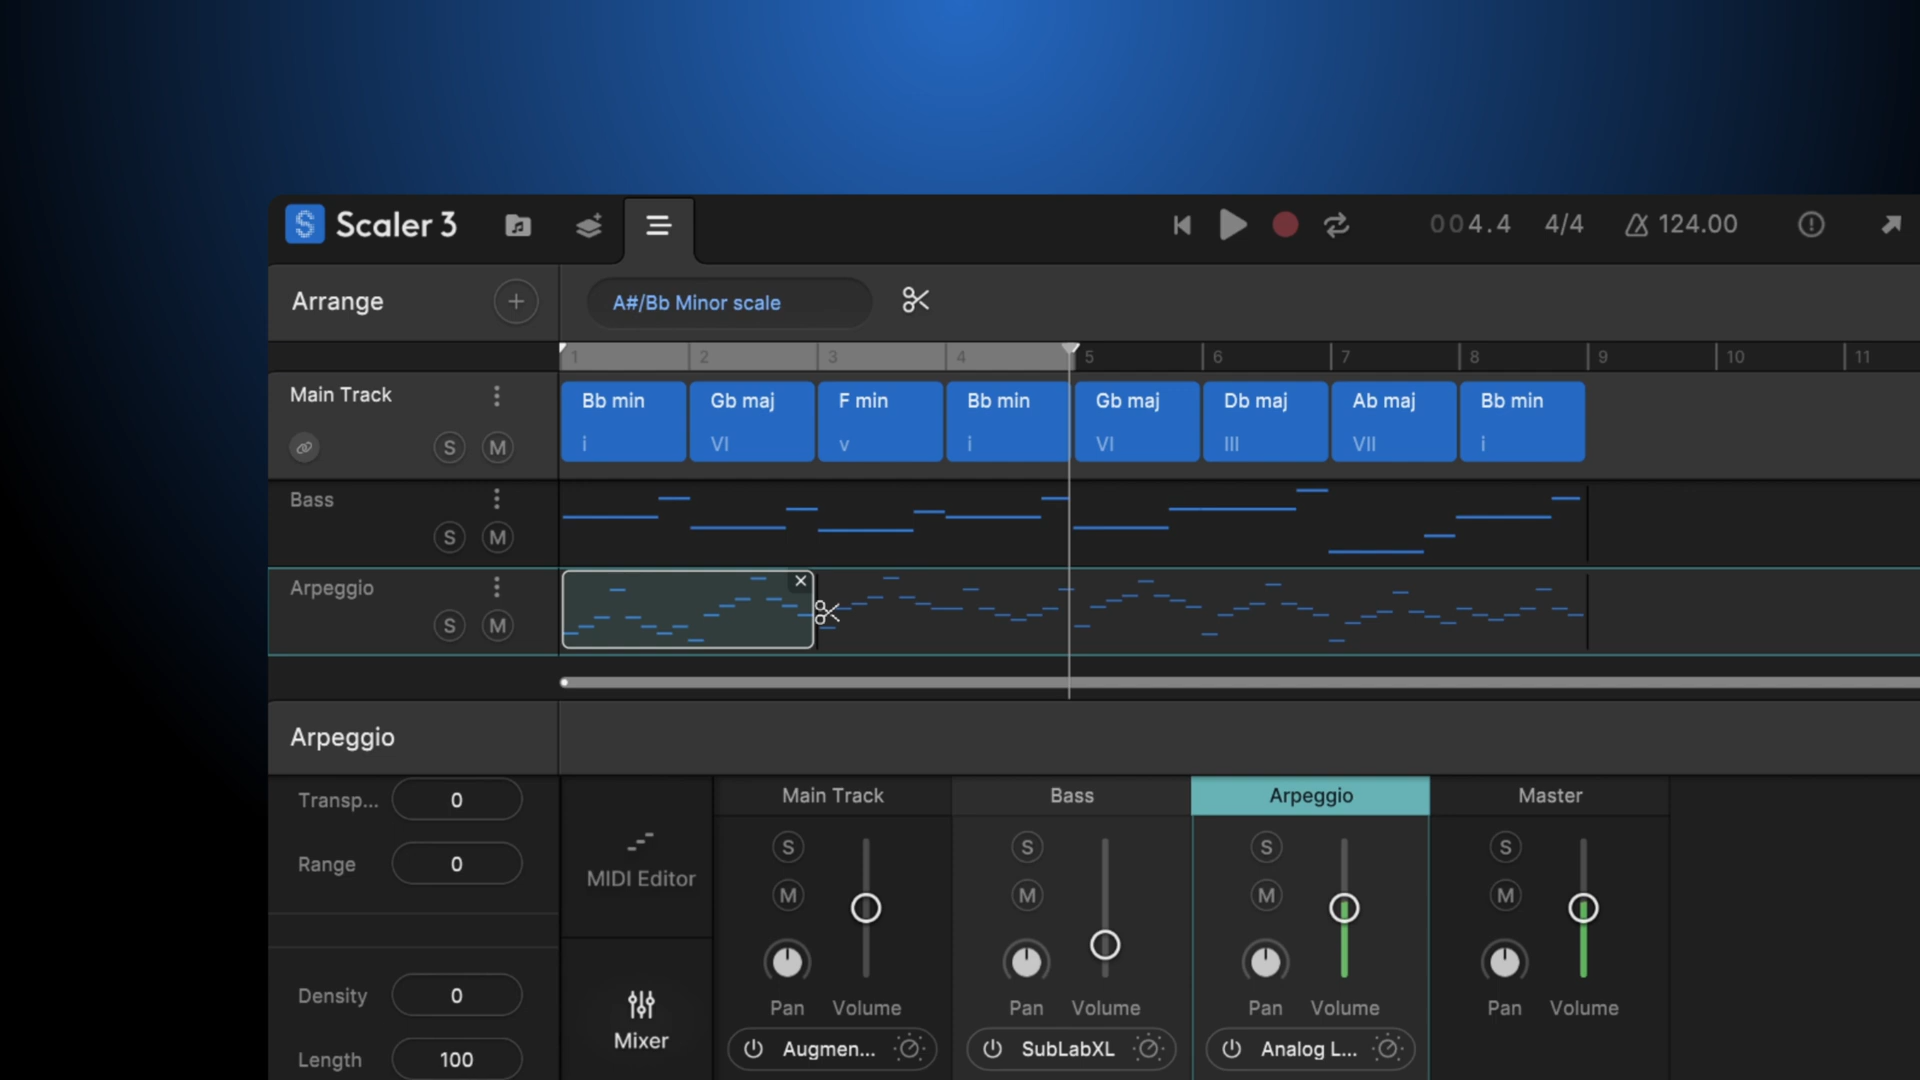 Scaler 3
004.4 4/4 124.00
Arrange
A#/Bb Minor scale
1 2 3 4 5 6 7 8 9 10 11
Main Track
Bb min Gb maj F min Bb min Gb maj Db maj Ab maj Bb min
i VI v i VI III VII i
S M
Bass
S M
Arpeggio
S M
Arpeggio
Transp... 0
Range 0
Density 0
Length 100
MIDI Editor
Mixer
Main Track Bass Arpeggio Master
S S S S
M M M M
Pan Volume Pan Volume Pan Volume Pan Volume
Augmen... SubLabXL Analog L...